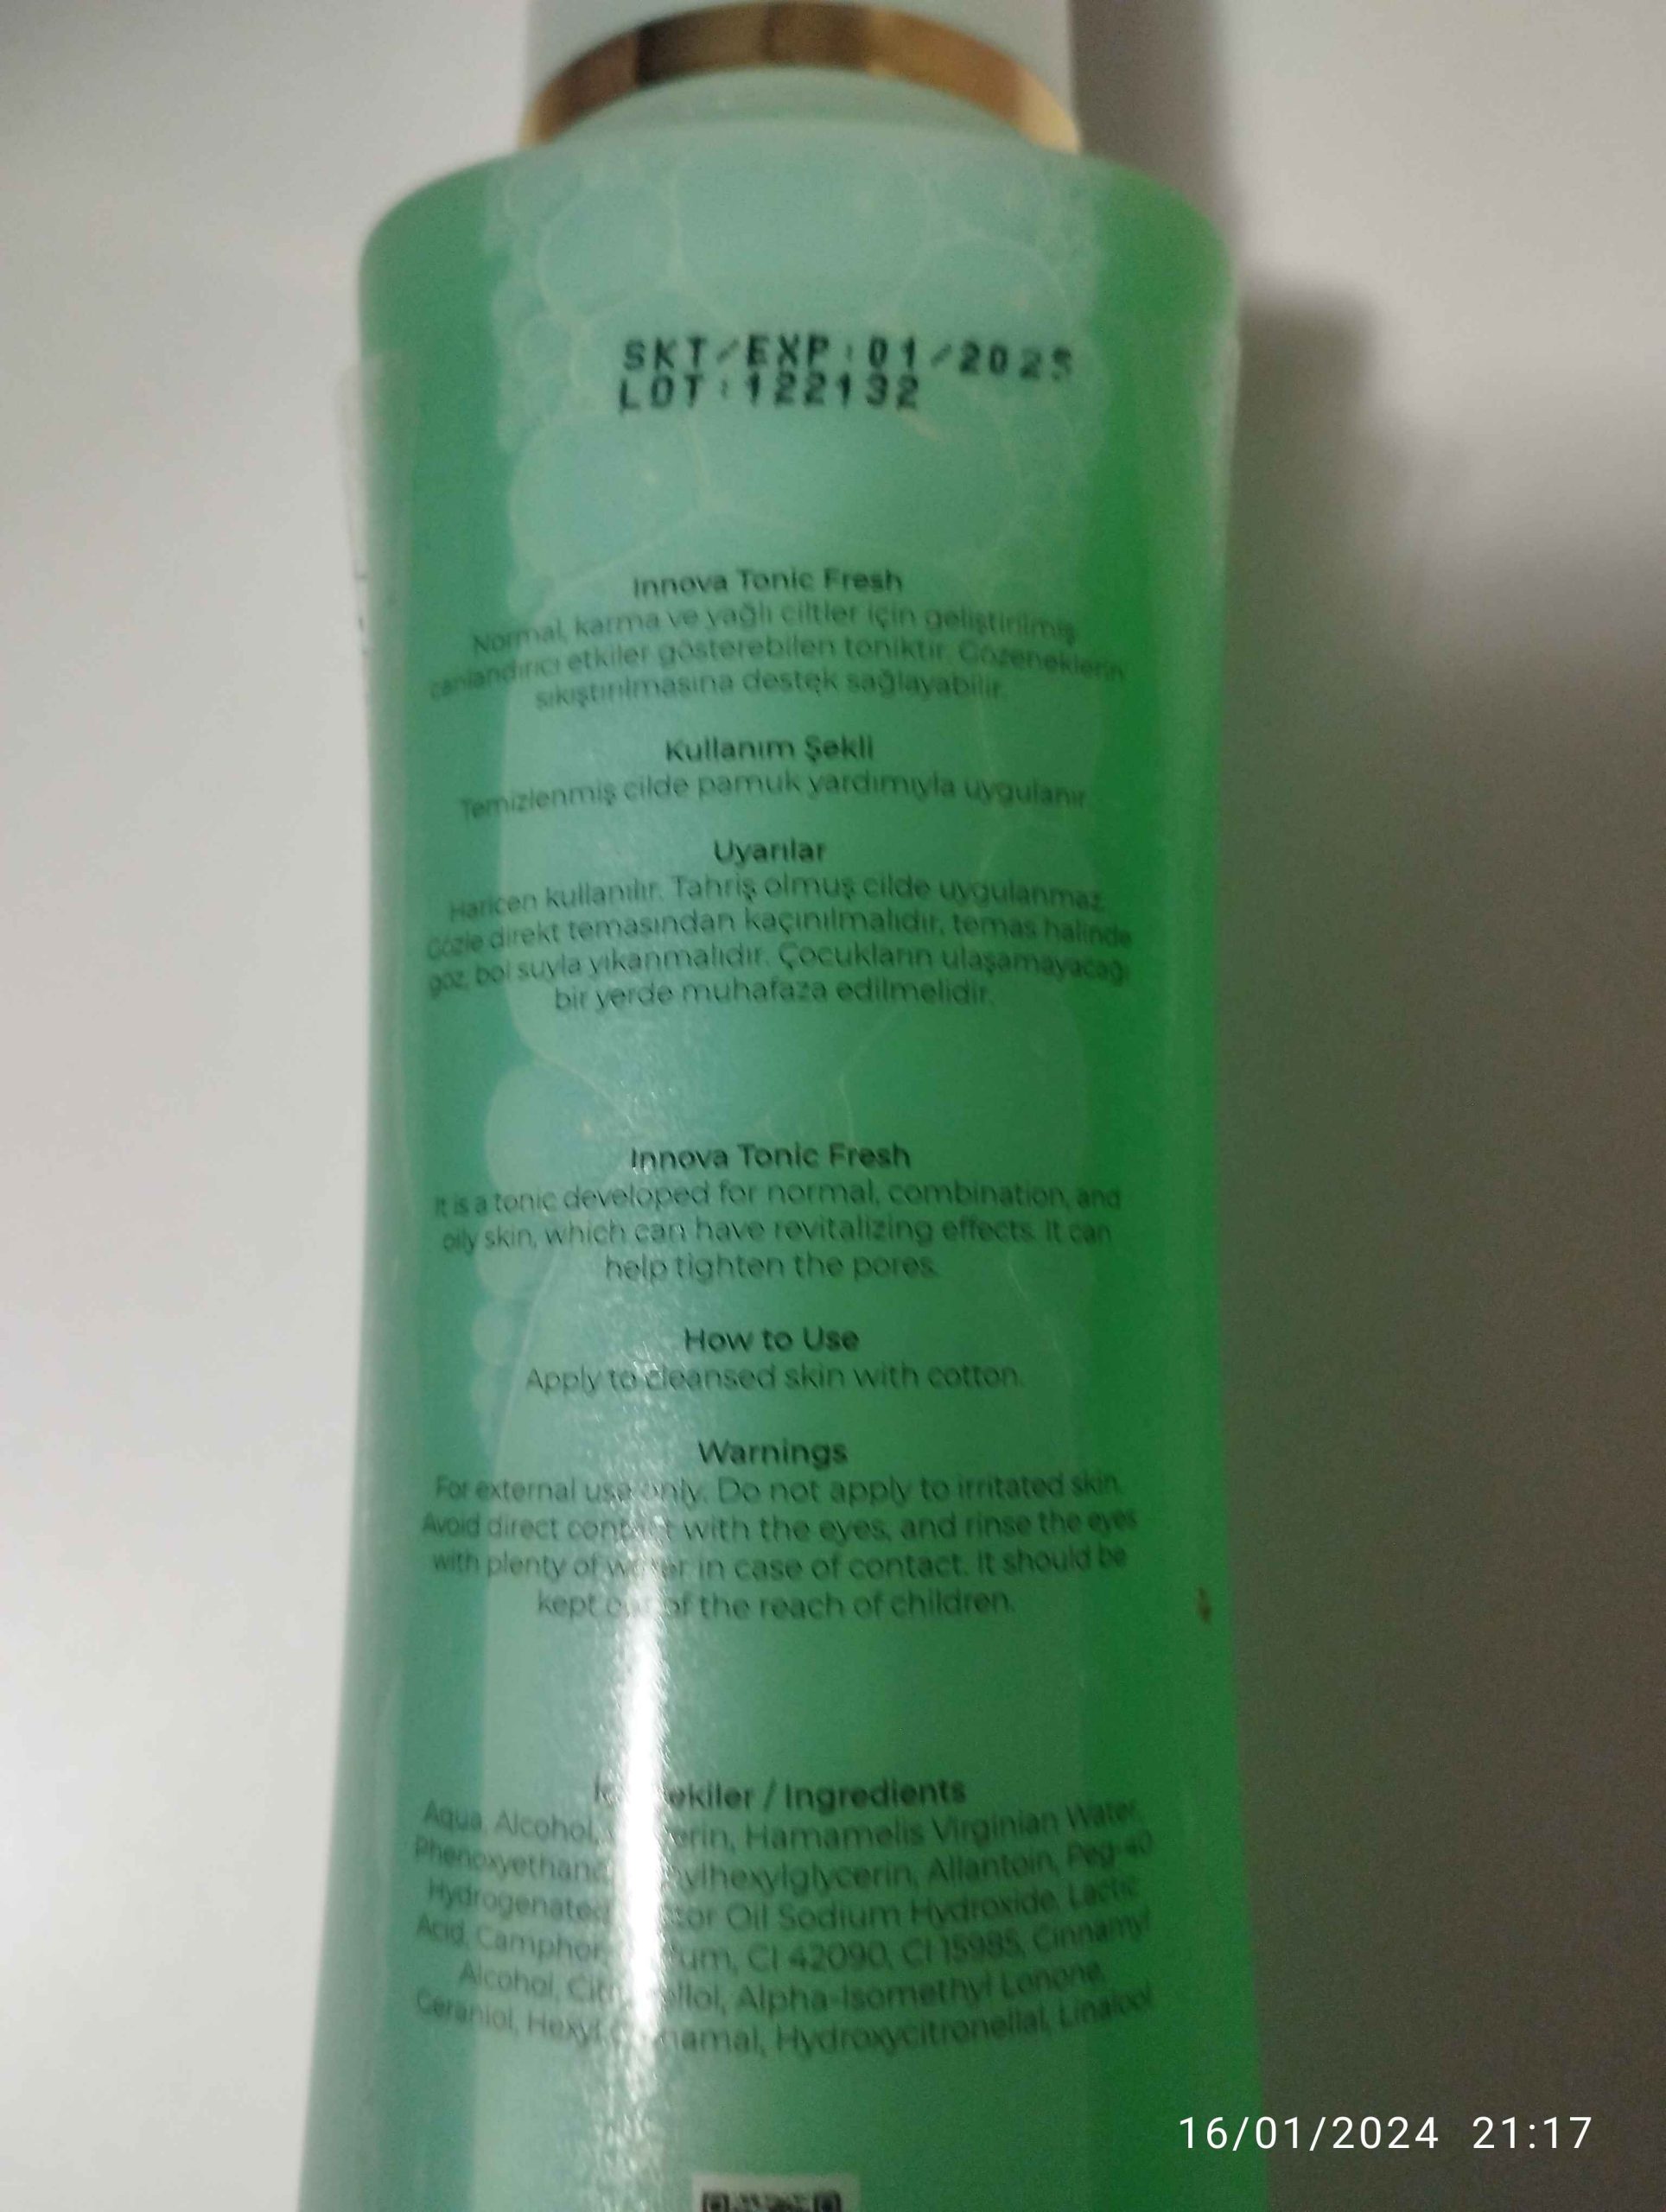 SKT/EXP:01/2025
LOT:122132
Innova Tonic Fresh
Normal, karma ve yağlı ciltler için geliştirilmiş
canlandırıcı etkiler gösterebilen toniktir. Gözeneklerin
sıkıştırılmasına destek sağlayabilir.
Kullanım Şekli
Temizlenmiş cilde pamuk yardımıyla uygulanır.
Uyarılar
Haricen kullanılır. Tahriş olmuş cilde uygulanmaz.
Gözle direkt temasından kaçınılmalıdır, temas halinde
göz, bol suyla yıkanmalıdır. Çocukların ulaşamayacağı
bir yerde muhafaza edilmelidir.
Innova Tonic Fresh
It is a tonic developed for normal, combination, and
oily skin, which can have revitalizing effects. It can
help tighten the pores.
How to Use
Apply to cleansed skin with cotton.
Warnings
For external use only. Do not apply to irritated skin.
Avoid direct contact with the eyes, and rinse the eyes
with plenty of water in case of contact. It should be
kept out of the reach of children.
/ Ingredients
Aqua, Alcohol, Hamamelis Virginian Water,
Allantoin, Peg-40
Hydrogenated Oil Sodium Hydroxide, Lactic
Acid, Camphor, CI 42090, CI 15985, Cinnamyl
Alcohol, Alpha-Isomethyl Lonone,
Geraniol, Hexyl Hydroxycitronellal, Linalool
16/01/2024 21:17